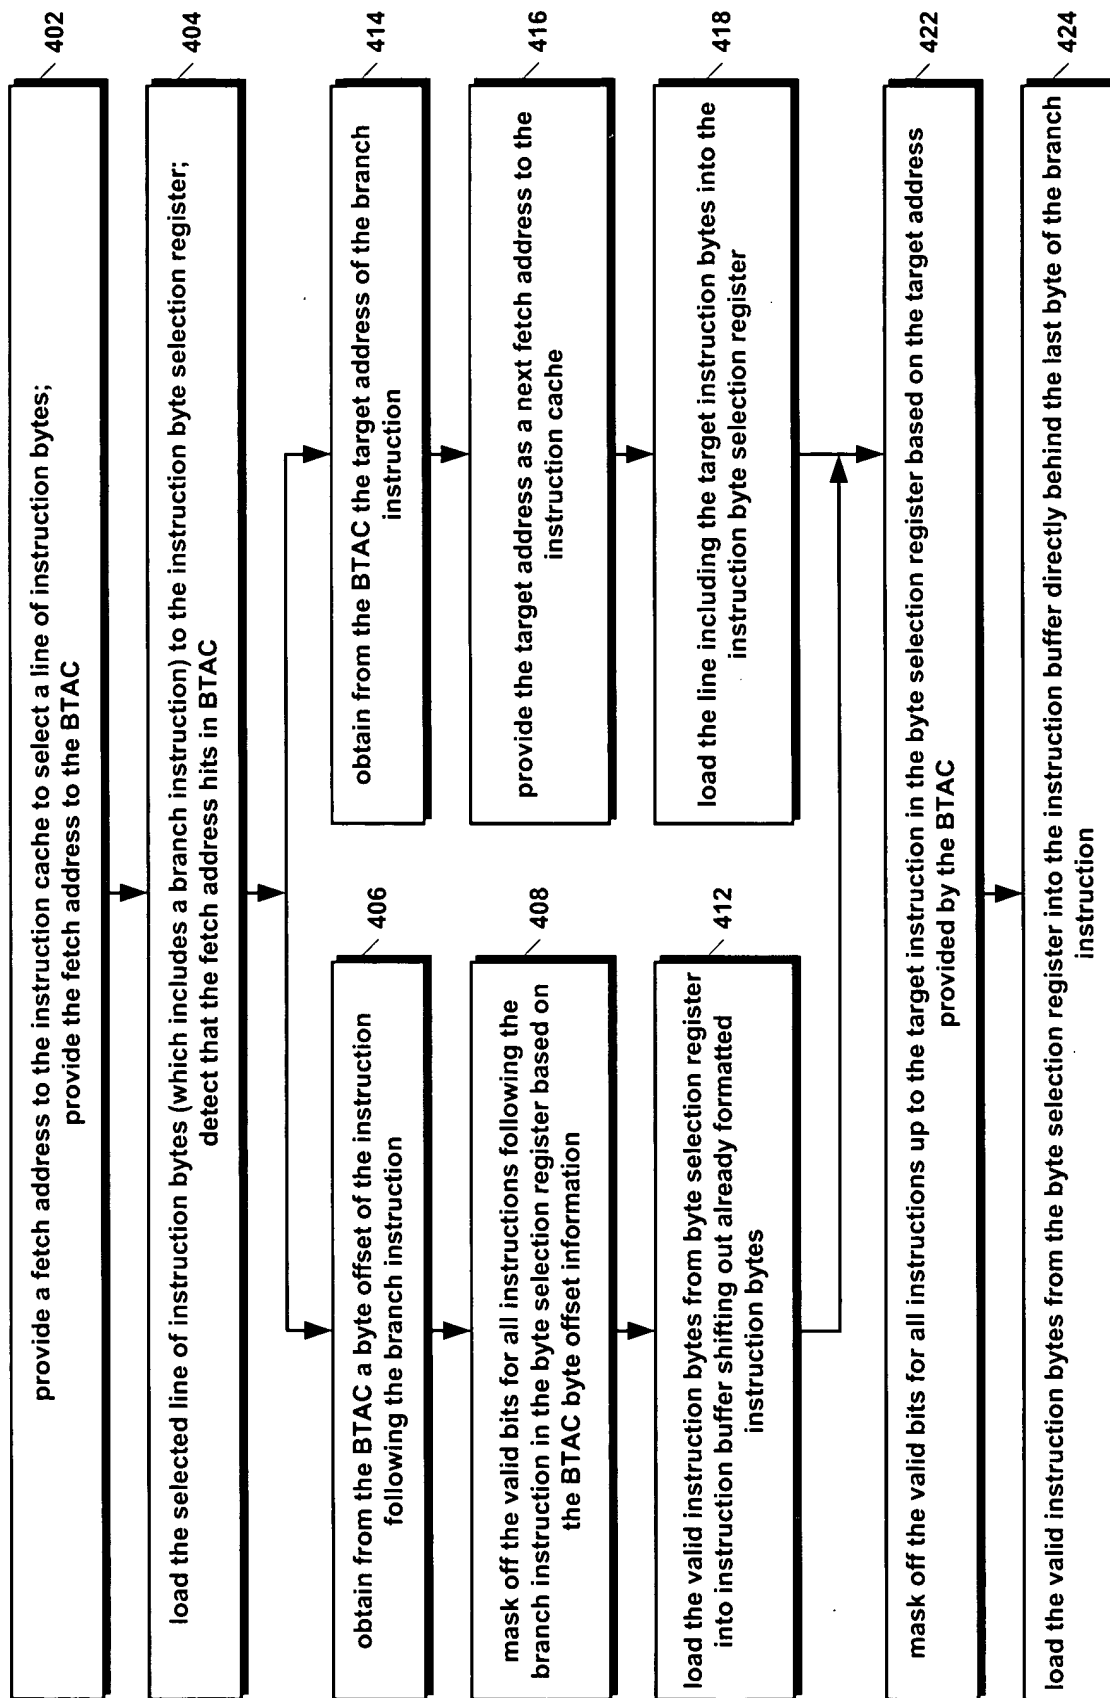 provide a fetch address to the instruction cache to select a line of instruction bytes;
provide the fetch address to the BTAC
402
load the selected line of instruction bytes (which includes a branch instruction) to the instruction byte selection register;
detect that the fetch address hits in BTAC
404
obtain from the BTAC a byte offset of the instruction
following the branch instruction
406
mask off the valid bits for all instructions following the
branch instruction in the byte selection register based on
the BTAC byte offset information
408
load the valid instruction bytes from byte selection register
into instruction buffer shifting out already formatted
instruction bytes
412
obtain from the BTAC the target address of the branch
instruction
414
provide the target address as a next fetch address to the
instruction cache
416
load the line including the target instruction bytes into the
instruction byte selection register
418
mask off the valid bits for all instructions up to the target instruction in the byte selection register based on the target address
provided by the BTAC
422
load the valid instruction bytes from the byte selection register into the instruction buffer directly behind the last byte of the branch
instruction
424